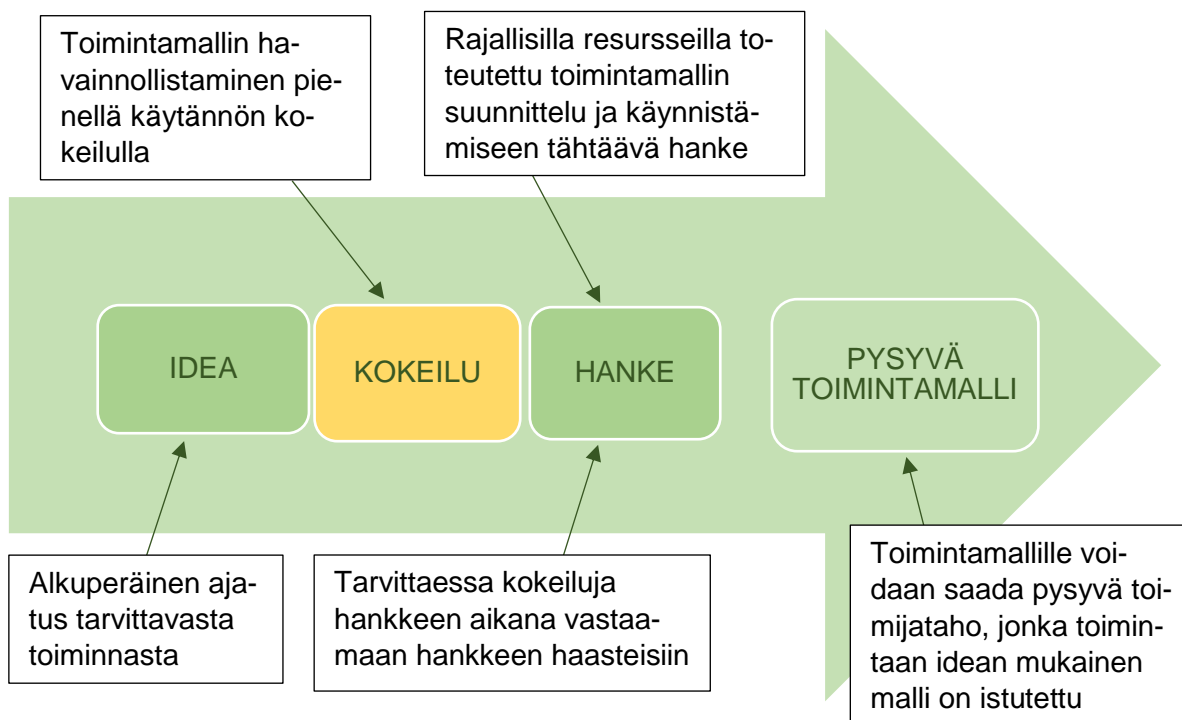 Toimintamallin ha-
vainnollistaminen pie-
nellä käytännön ko-
keilulla
Rajallisilla resursseilla to-
teutettu toimintamallin
suunnittelu ja käynnistä-
miseen tähtäävä hanke
IDEA
KOKEILU
HANKE
PYSYVÄ
TOIMINTAMALLI
Alkuperäinen aja-
tus tarvittavasta
toiminnasta
Tarvittaessa kokeiluja
hankkeen aikana vastaa-
maan hankkeen haasteisiin
Toimintamallille voi-
daan saada pysyvä toi-
mijataho, jonka toimin-
taan idean mukainen
malli on istutettu